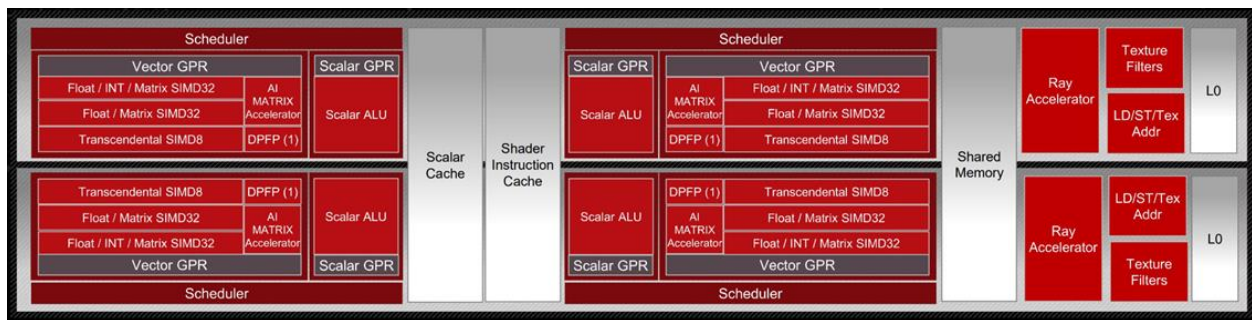 Scheduler
Vector GPR
Scalar GPR
Float / INT / Matrix SIMD32
AI
MATRIX
Accelerator
Float / Matrix SIMD32
Scalar ALU
Transcendental SIMD8
DPFP (1)
Transcendental SIMD8
DPFP (1)
Float / Matrix SIMD32
AI
MATRIX
Accelerator
Scalar ALU
Float / INT / Matrix SIMD32
Vector GPR
Scalar GPR
Scheduler
Scalar
Cache
Shader
Instruction
Cache
Scheduler
Scalar GPR
Vector GPR
AI
MATRIX
Accelerator
Float / INT / Matrix SIMD32
Scalar ALU
Float / Matrix SIMD32
DPFP (1)
Transcendental SIMD8
DPFP (1)
Transcendental SIMD8
Scalar ALU
AI
MATRIX
Accelerator
Float / Matrix SIMD32
Float / INT / Matrix SIMD32
Scalar GPR
Vector GPR
Scheduler
Shared
Memory
Ray
Accelerator
Texture
Filters
LD/ST/Tex
Addr
L0
Ray
Accelerator
LD/ST/Tex
Addr
Texture
Filters
L0